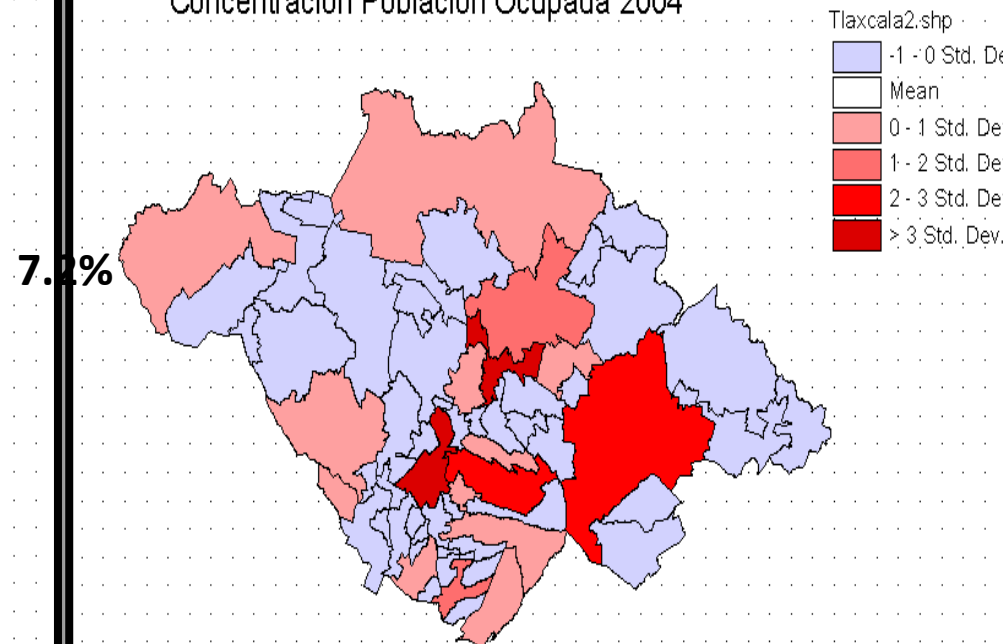 Concentración Población Ocupada 2004
Tlaxcala2.shp
-1 - 0 Std. De
Mean
0 - 1 Std. De
1 - 2 Std. De
2 - 3 Std. De
> 3 Std. Dev.
7.2%